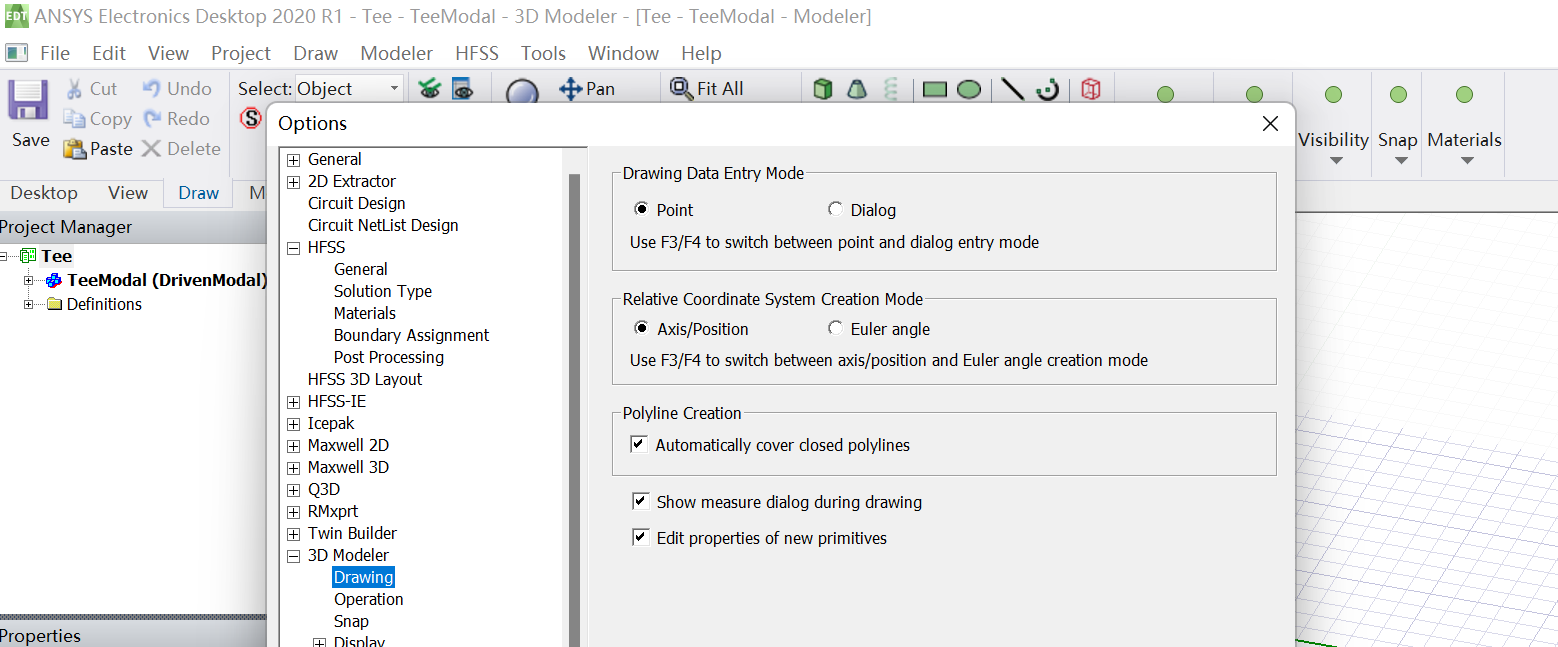 EDT ANSYS Electronics Desktop 2020 R1 - Tee - TeeModal - 3D Modeler - [Tee - TeeModal - Modeler]
File Edit View Project Draw Modeler HFSS Tools Window Help
Save
Cut
Copy
Paste
Undo
Redo
Delete
Select: Object
S
Pan
Fit All
Visibility
Snap
Materials
Desktop View Draw M
Project Manager
Tee
TeeModal (DrivenModal)
Definitions
Properties
Options
General
2D Extractor
Circuit Design
Circuit NetList Design
HFSS
General
Solution Type
Materials
Boundary Assignment
Post Processing
HFSS 3D Layout
HFSS-IE
Icepak
Maxwell 2D
Maxwell 3D
Q3D
RMxprt
Twin Builder
3D Modeler
Drawing
Operation
Snap
Display
Drawing Data Entry Mode
Point Dialog
Use F3/F4 to switch between point and dialog entry mode
Relative Coordinate System Creation Mode
Axis/Position Euler angle
Use F3/F4 to switch between axis/position and Euler angle creation mode
Polyline Creation
Automatically cover closed polylines
Show measure dialog during drawing
Edit properties of new primitives